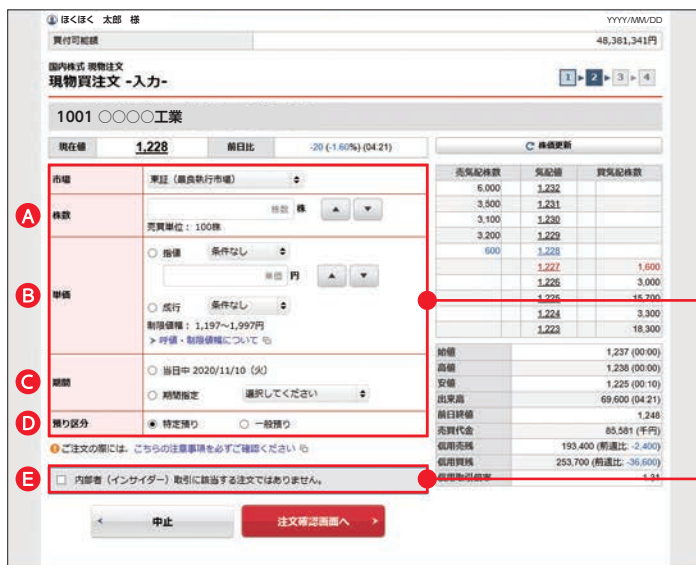 ほくほく 太郎 様
YYYY/MM/DD
買付可能額 48,381,341円
国内株式 現物注文
現物買注文 -入力-
1 2 3 4
1001 ○○○○工業
現在値 1,228 前日比 -20 (-1.60%) (04:21)
株価更新
A
B
C
D
E
市場 東証（最良執行市場）
株数 株数 株
売買単位： 100株
単価
指値 条件なし
単価 円
成行 条件なし
制限値幅： 1,197～1,997円
> 呼値・制限値幅について
期間
当日中 2020/11/10（火）
期間指定 選択してください
預り区分 特定預り 一般預り
ご注文の際には、こちらの注意事項を必ずご確認ください
内部者（インサイダー）取引に該当する注文ではありません。
< 中止
注文確認画面へ >
売気配株数 気配値 買気配株数
6,000 1,232
3,500 1,231
3,100 1,230
3,200 1,229
600 1,228
1,227 1,600
1,226 3,000
1,225 15,700
1,224 3,300
1,223 18,300
始値 1,237 (00:00)
高値 1,238 (00:00)
安値 1,225 (00:10)
出来高 69,600 (04:21)
前日終値 1,248
売買代金 85,581 (千円)
信用売残 193,400 (前週比: -2,400)
信用買残 253,700 (前週比: -36,600)
信用取引倍率 1.31